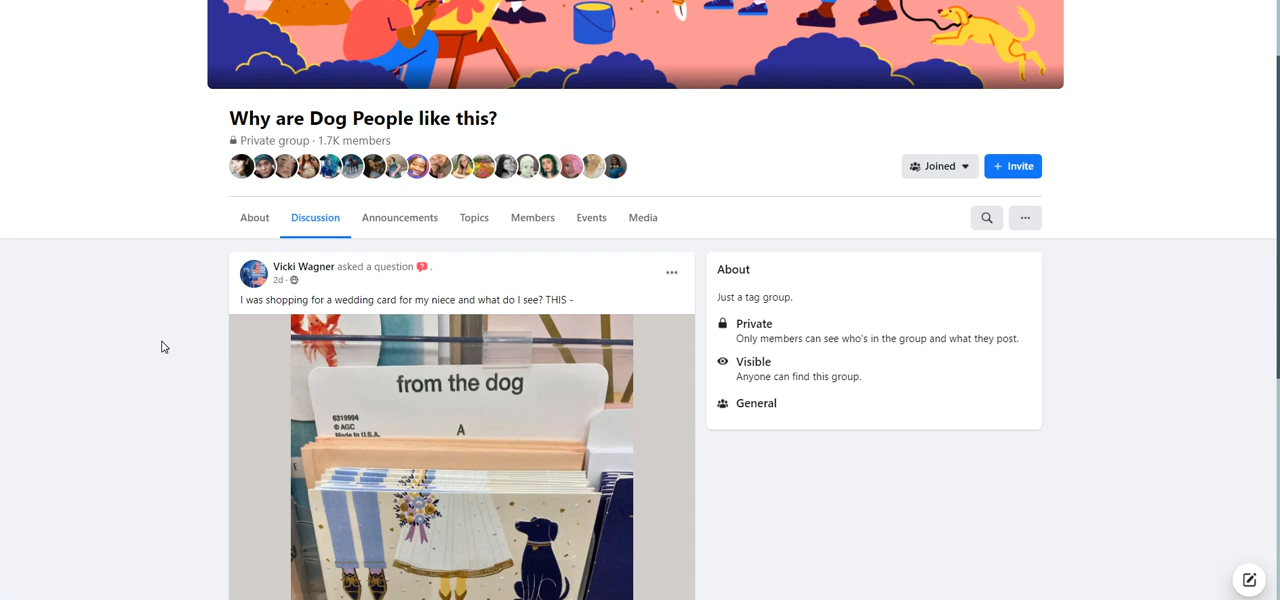 Why are Dog People like this?
Private group · 1.7K members
Joined
+ Invite
About
Discussion
Announcements
Topics
Members
Events
Media
Vicki Wagner asked a question .
2d ·
I was shopping for a wedding card for my niece and what do I see? THIS -
from the dog
6319994
© AGC
Made in U.S.A.
A
E
About
Just a tag group.
Private
Only members can see who's in the group and what they post.
Visible
Anyone can find this group.
General